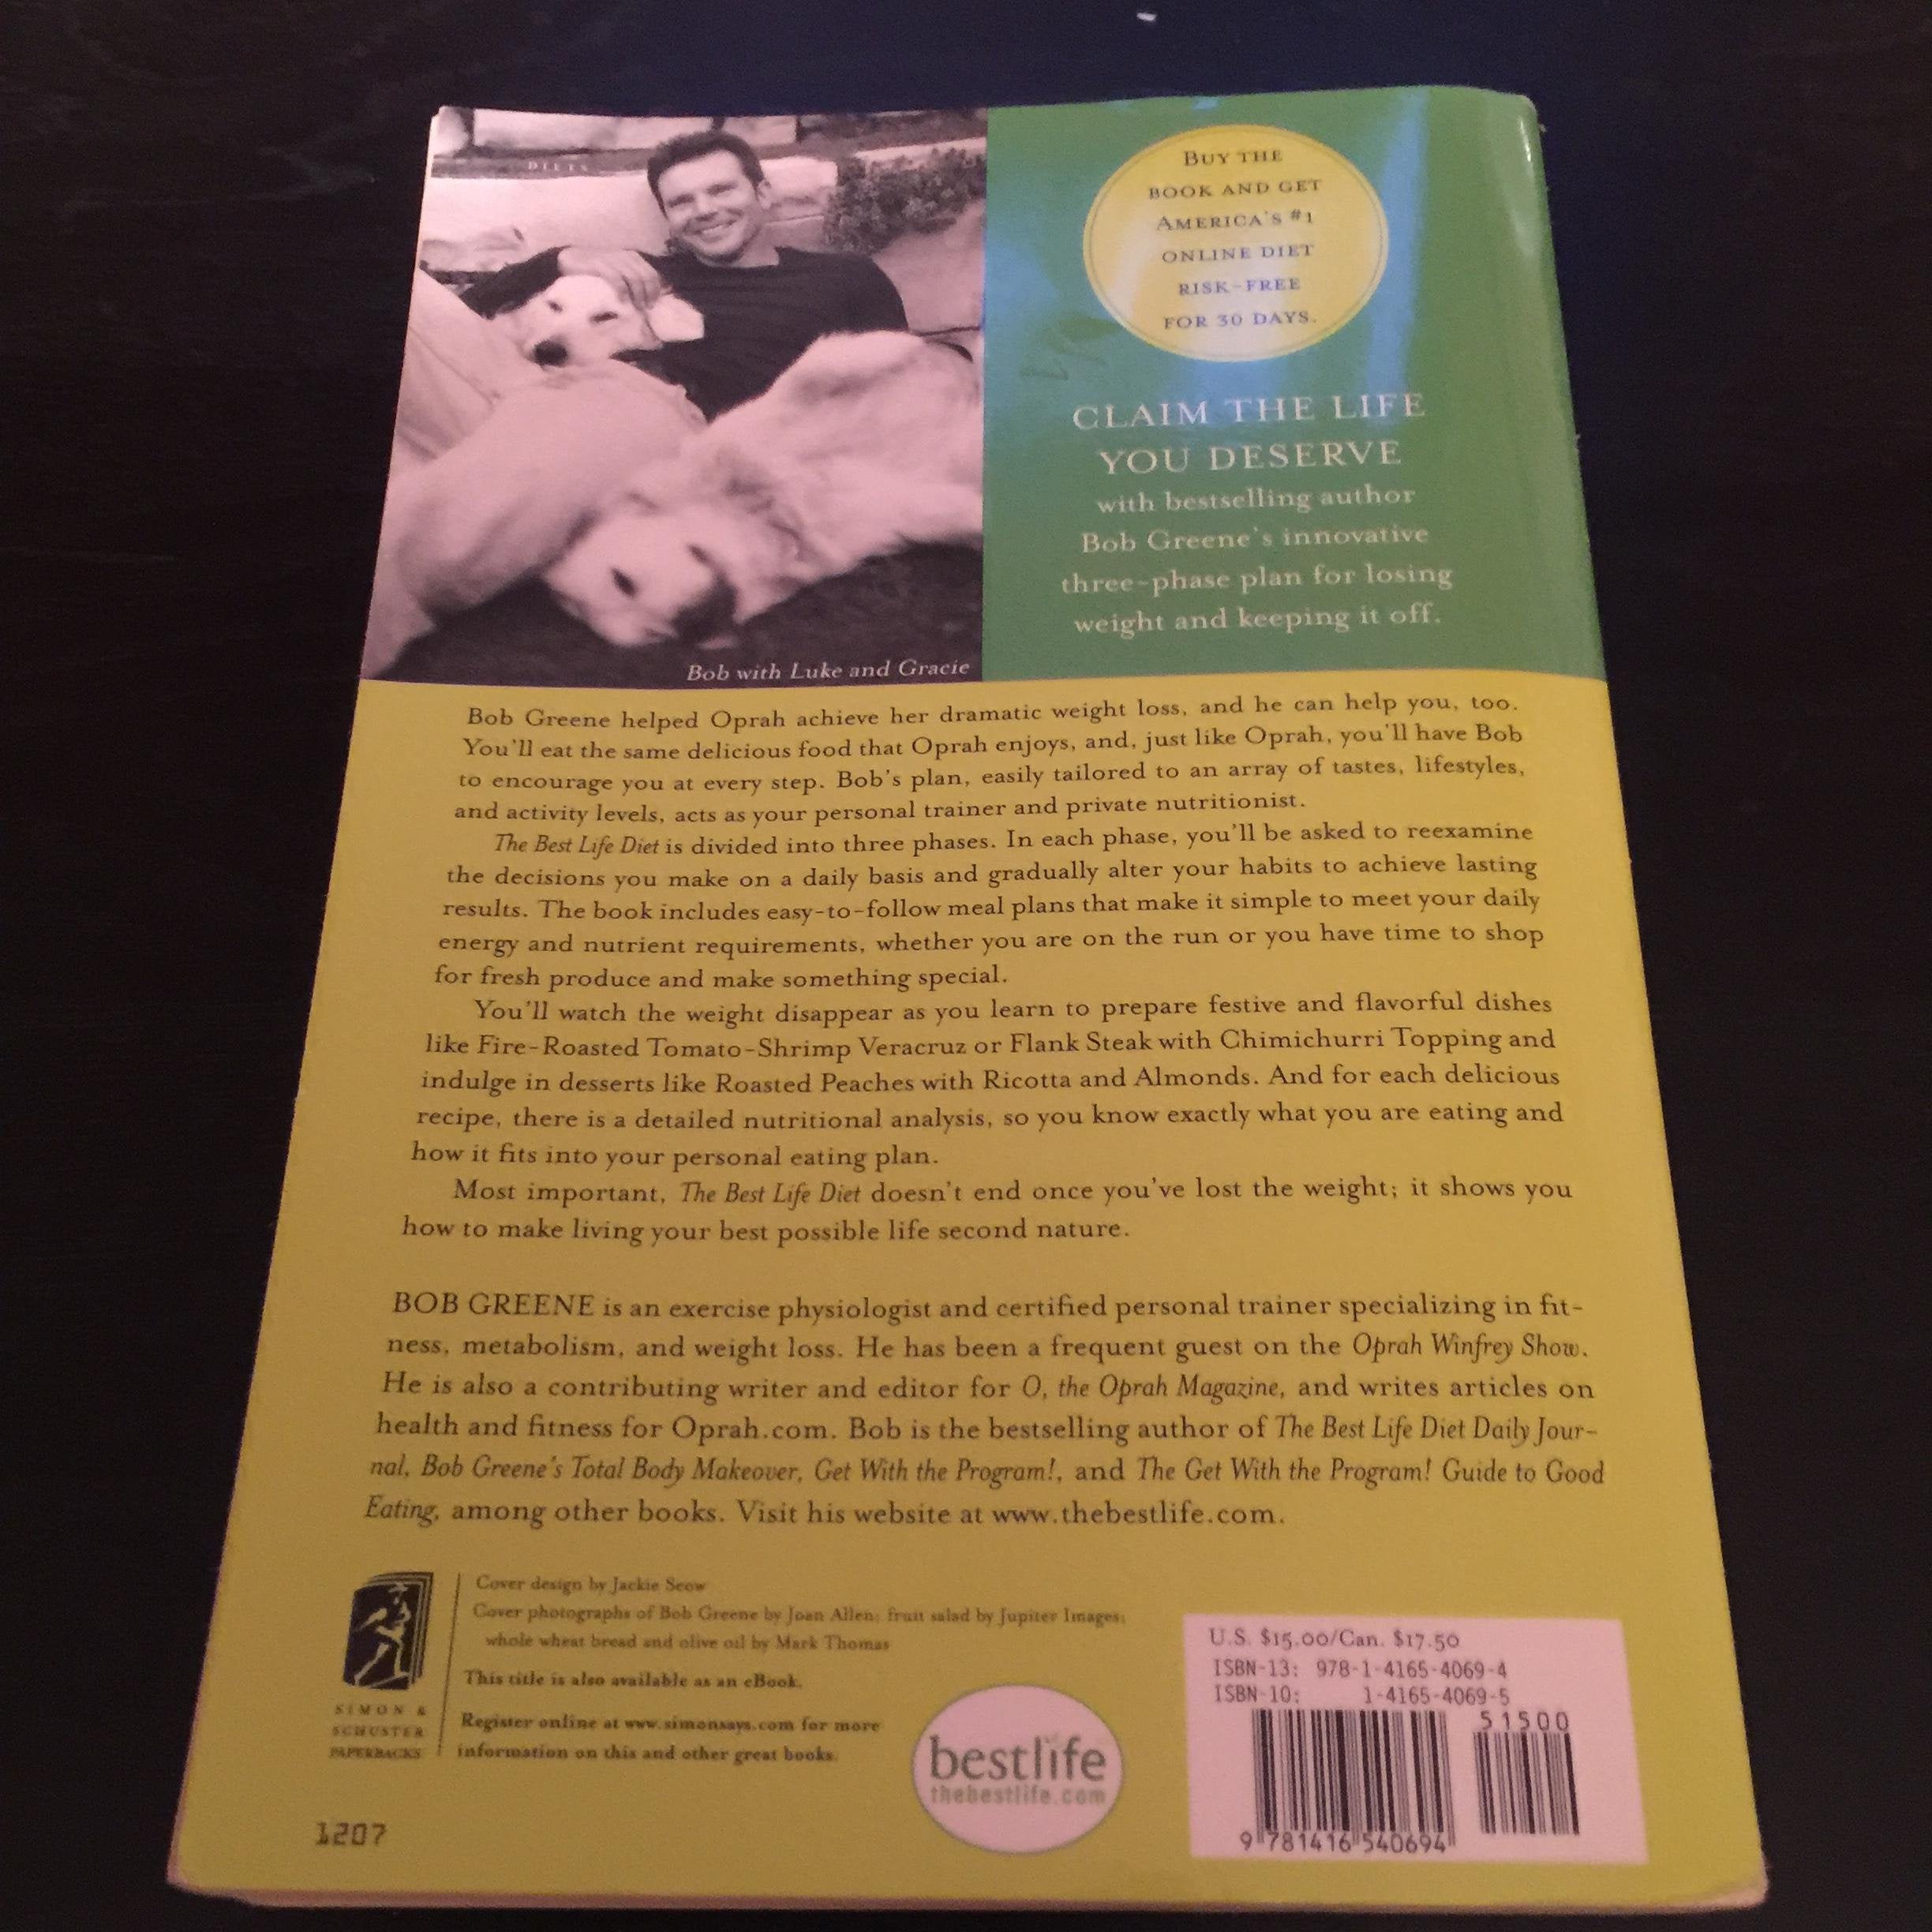 DIETS
BUY THE
BOOK AND GET
AMERICA'S #1
ONLINE DIET
RISK-FREE
FOR 30 DAYS.
CLAIM THE LIFE
YOU DESERVE
with bestselling author
Bob Greene's innovative
three-phase plan for losing
weight and keeping it off.
Bob with Luke and Gracie
Bob Greene helped Oprah achieve her dramatic weight loss, and he can help you, too.
You'll eat the same delicious food that Oprah enjoys, and, just like Oprah, you'll have Bob
to encourage you at every step. Bob's plan, easily tailored to an array of tastes, lifestyles,
and activity levels, acts as your personal trainer and private nutritionist.
The Best Life Diet is divided into three phases. In each phase, you'll be asked to reexamine
the decisions you make on a daily basis and gradually alter your habits to achieve lasting
results. The book includes easy-to-follow meal plans that make it simple to meet your daily
energy and nutrient requirements, whether you are on the run or you have time to shop
for fresh produce and make something special.
You'll watch the weight disappear as you learn to prepare festive and flavorful dishes
like Fire-Roasted Tomato-Shrimp Veracruz or Flank Steak with Chimichurri Topping and
indulge in desserts like Roasted Peaches with Ricotta and Almonds. And for each delicious
recipe, there is a detailed nutritional analysis, so you know exactly what you are eating and
how it fits into your personal eating plan.
Most important, The Best Life Diet doesn't end once you've lost the weight; it shows you
how to make living your best possible life second nature.
BOB GREENE is an exercise physiologist and certified personal trainer specializing in fit-
ness, metabolism, and weight loss. He has been a frequent guest on the Oprah Winfrey Show.
He is also a contributing writer and editor for O, the Oprah Magazine, and writes articles on
health and fitness for Oprah.com. Bob is the bestselling author of The Best Life Diet Daily Jour-
nal, Bob Greene's Total Body Makeover, Get With the Program!, and The Get With the Program! Guide to Good
Eating, among other books. Visit his website at www.thebestlife.com.
Cover design by Jackie Seow
Cover photographs of Bob Greene by Joan Allen; fruit salad by Jupiter Images;
whole wheat bread and olive oil by Mark Thomas
This title is also available as an eBook.
Register online at www.simonsays.com for more
information on this and other great books.
SIMON &
SCHUSTER
PAPERBACKS
1207
bestlife
thebestlife.com
U.S. $15.00/Can. $17.50
ISBN-13: 978-1-4165-4069-4
ISBN-10: 1-4165-4069-5
51500
9 781416 540694